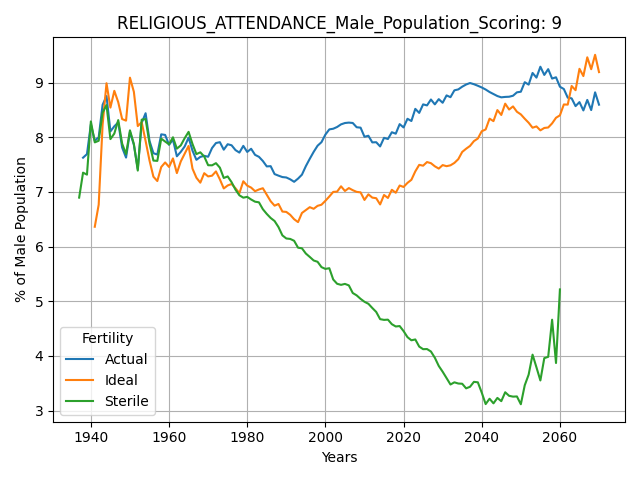 RELIGIOUS_ATTENDANCE_Male_Population_Scoring: 9
% of Male Population
9
8
7
6
5
4
3
Fertility
Actual
Ideal
Sterile
1940 1960 1980 2000 2020 2040 2060
Years